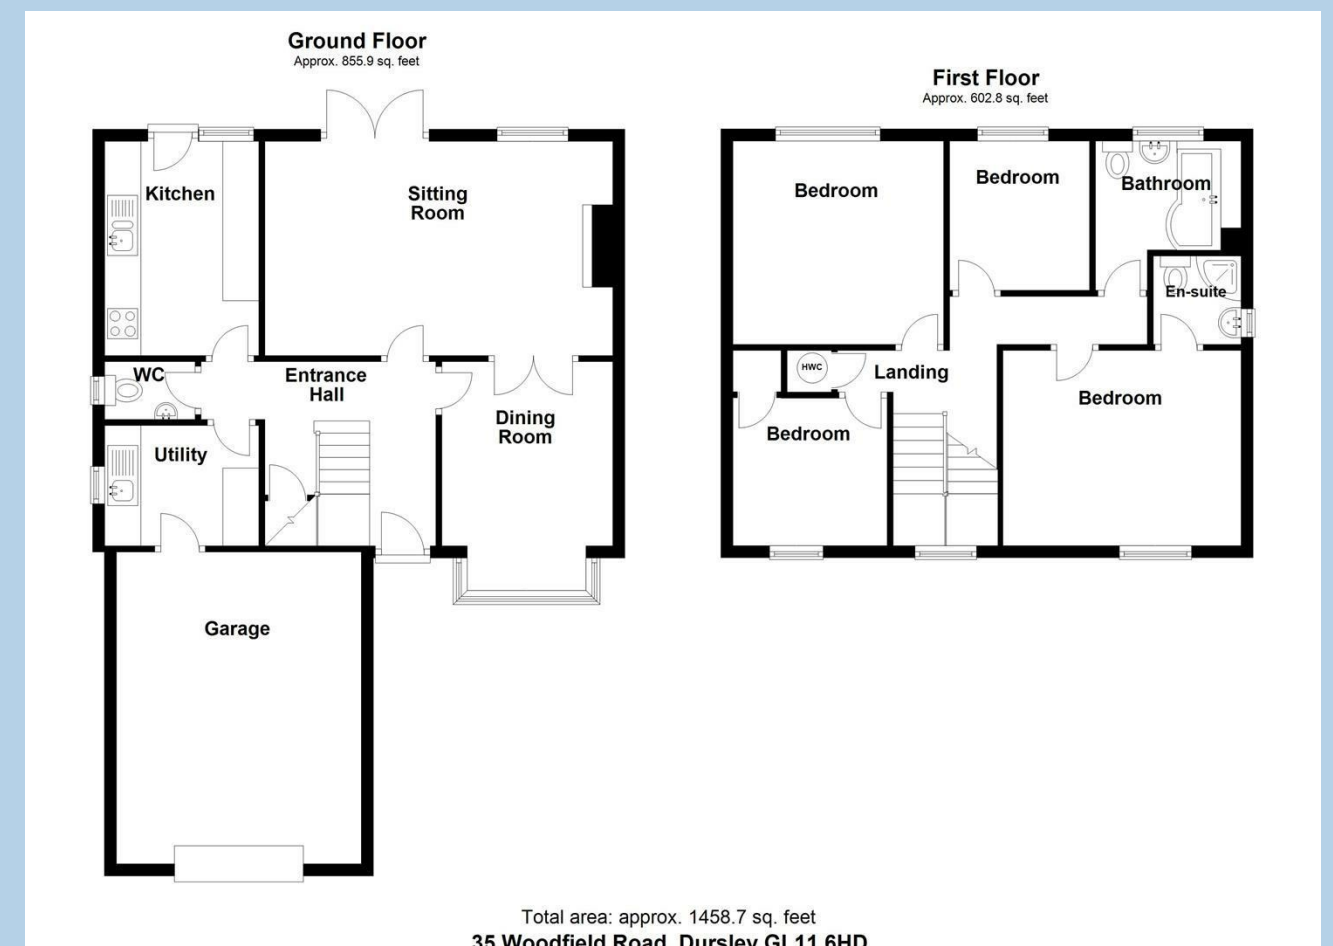 Ground Floor
Approx. 855.9 sq. feet
Kitchen
Sitting
Room
WC
Entrance
Hall
Dining
Room
Utility
Garage
First Floor
Approx. 602.8 sq. feet
Bedroom
Bedroom
Bathroom
En-suite
HWC
Landing
Bedroom
Bedroom
Total area: approx. 1458.7 sq. feet
35 Woodfield Road, Dursley GL11 6HD